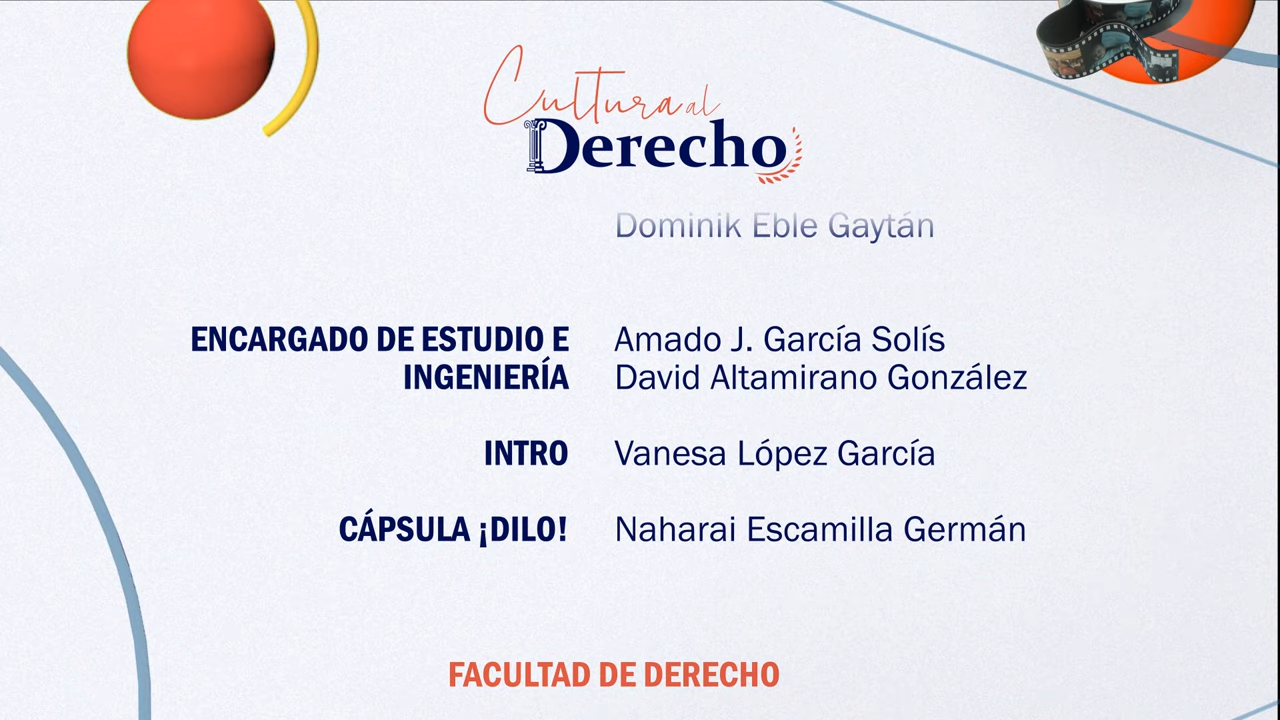 Cultura al
Derecho
Dominik Eble Gaytán
ENCARGADO DE ESTUDIO E Amado J. García Solís
INGENIERÍA David Altamirano González
INTRO Vanesa López García
CÁPSULA ¡DILO! Naharai Escamilla Germán
FACULTAD DE DERECHO